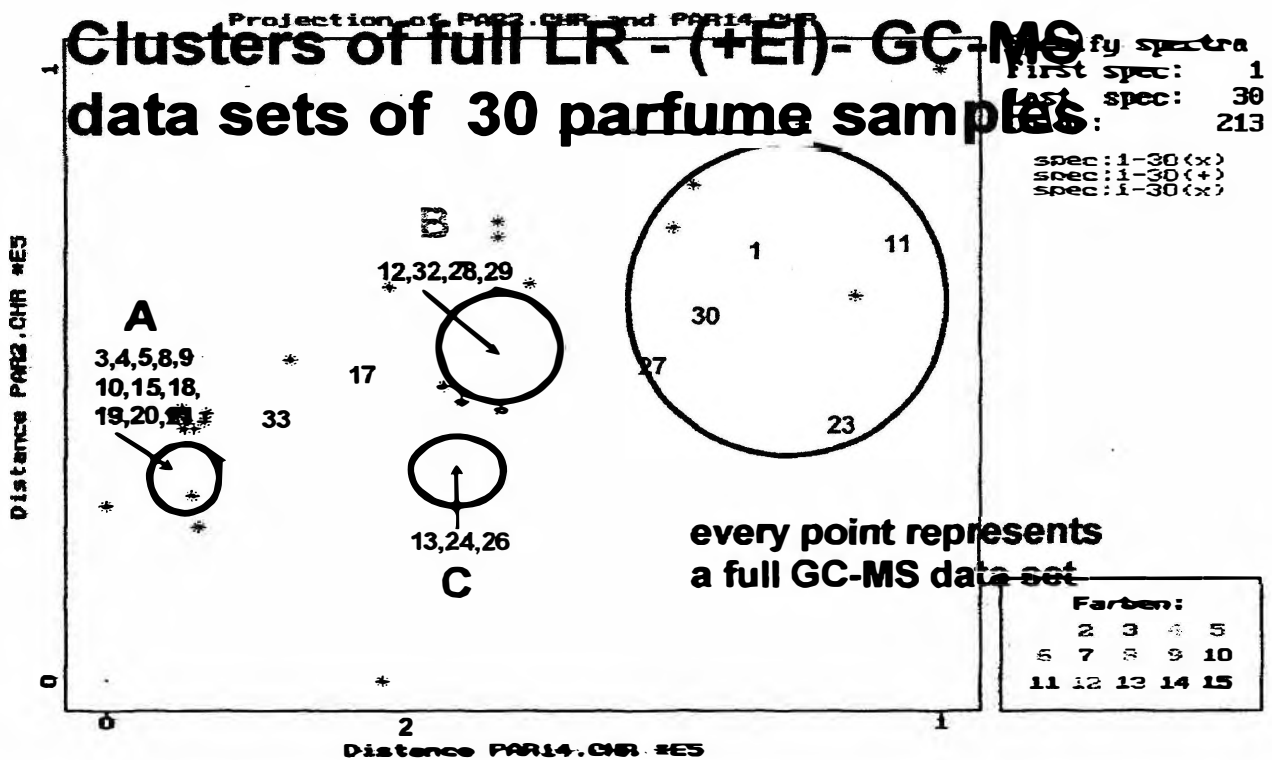 Projection of PAR2.CHR and PAR14.CHR
Clusters of full LR - (+EI)- GC-MS
data sets of 30 parfume samples
fy spectra
First spec: 1
Last spec: 30
: 213
spec:1-30(x)
spec:1-30(+)
spec:1-30(x)
1
Distance PAR2.CHR *E5
0
B
12,32,28,29
A
3,4,5,8,9
10,15,18,
19,20,
17
33
1
11
30
27
23
13,24,26
C
every point represents
a full GC-MS data set
Farben:
2 3 4 5
6 7 8 9 10
11 12 13 14 15
0 2 1
Distance PAR14.CHR *E5